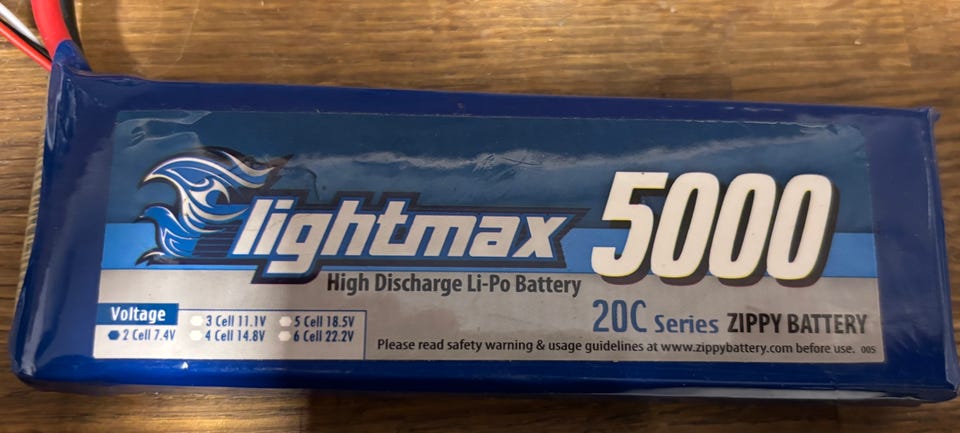 lightmax 5000
High Discharge Li-Po Battery
20C Series ZIPPY BATTERY
Voltage
2 Cell 7.4V 3 Cell 11.1V 5 Cell 18.5V
4 Cell 14.8V 6 Cell 22.2V
Please read safety warning & usage guidelines at www.zippybattery.com before use. 005